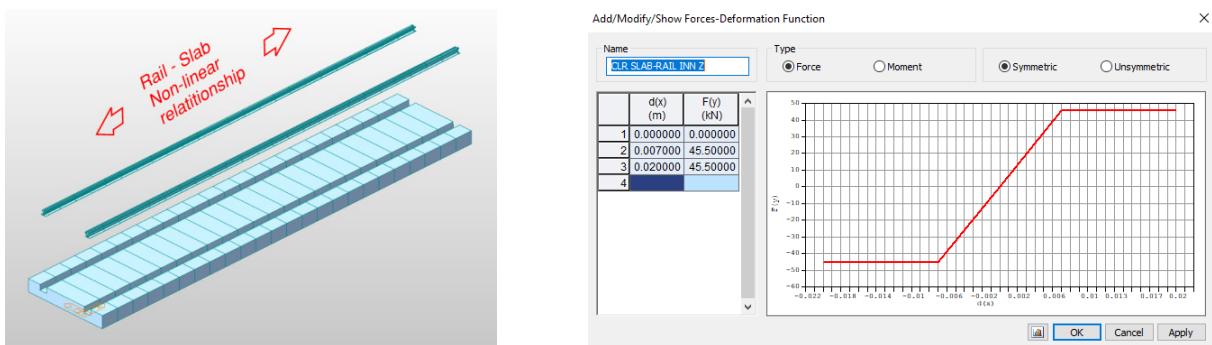 Rail - Slab
Non-linear
relatitionship
Add/Modify/Show Forces-Deformation Function
Name
CLR SLAB-RAIL INN Z
Type
Force
Moment
Symmetric
Unsymmetric
d(x)
(m)
F(y)
(kN)
1 0.000000 0.000000
2 0.007000 45.50000
3 0.020000 45.50000
4
50
40
30
20
10
0
-10
-20
-30
-40
-50
-60
F(y)
-0.022 -0.018 -0.014 -0.01 -0.006 -0.002 0.002 0.006 0.01 0.013 0.017 0.02
d(x)
OK Cancel Apply